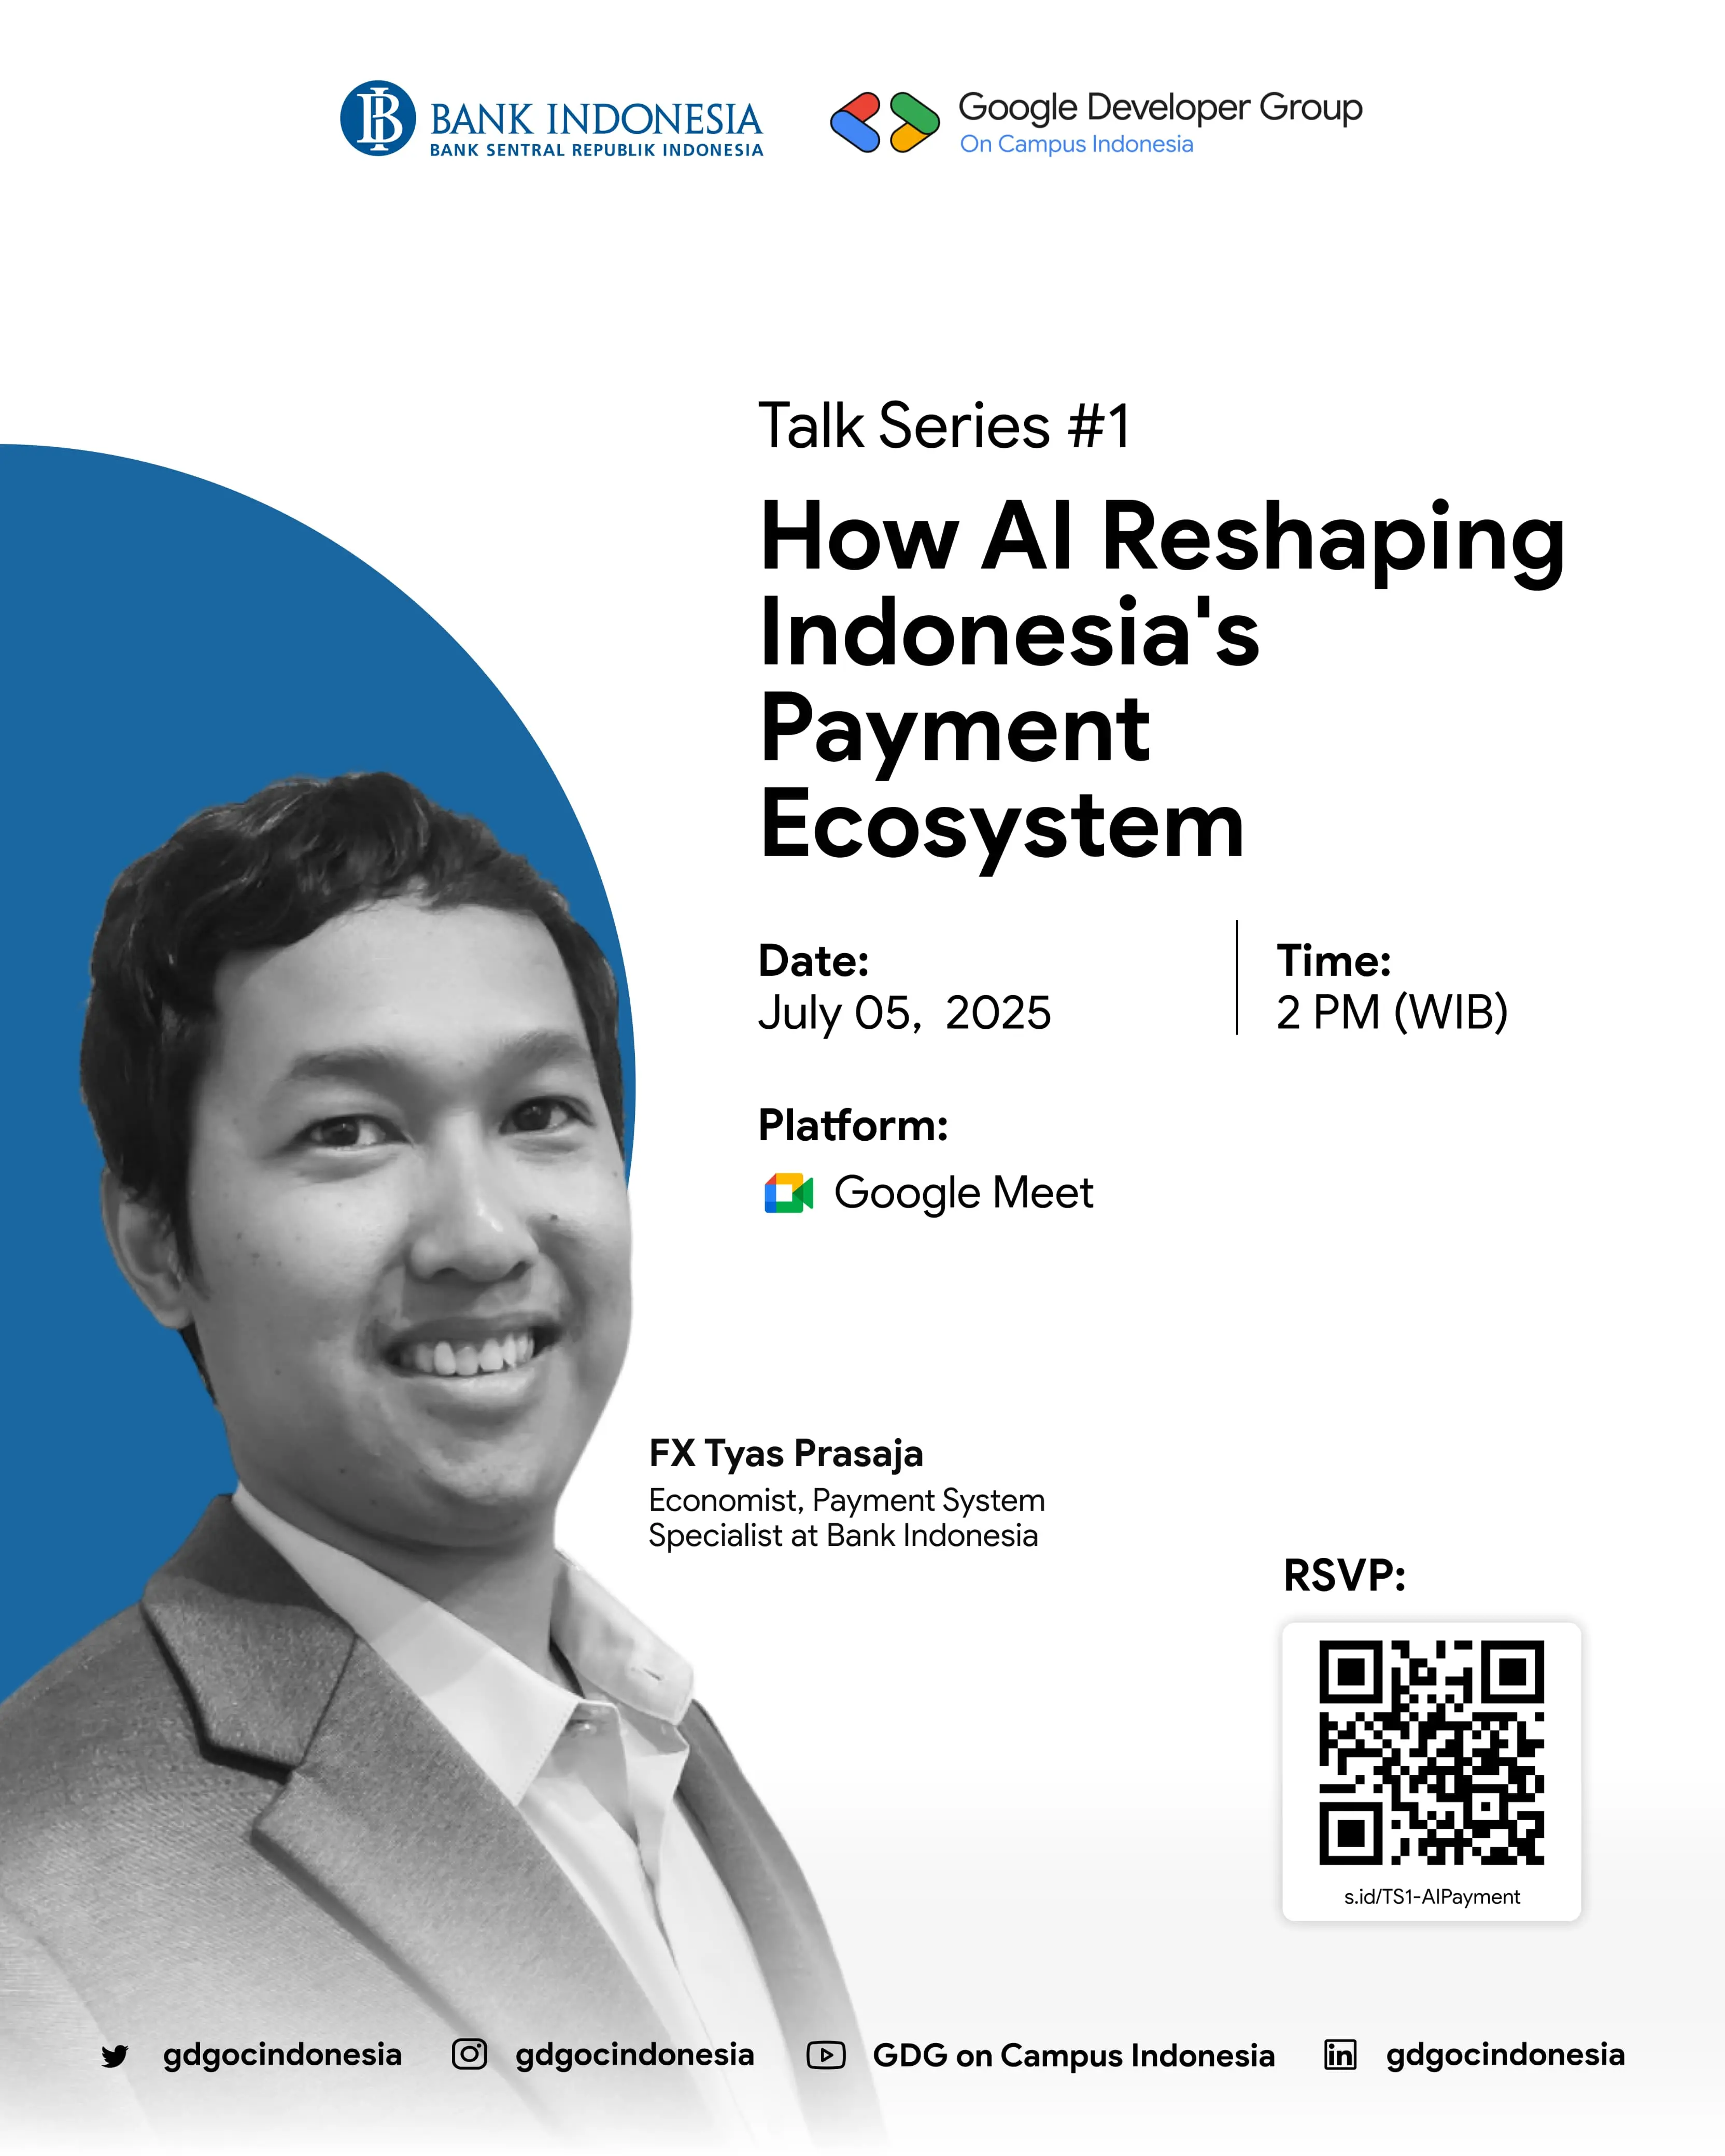 BANK INDONESIA
BANK SENTRAL REPUBLIK INDONESIA
Google Developer Group
On Campus Indonesia
Talk Series #1
How AI Reshaping
Indonesia's
Payment
Ecosystem
Date:
July 05, 2025
Time:
2 PM (WIB)
Platform:
Google Meet
FX Tyas Prasaja
Economist, Payment System
Specialist at Bank Indonesia
RSVP:
s.id/TS1-AIPayment
gdgocindonesia
gdgocindonesia
GDG on Campus Indonesia
gdgocindonesia